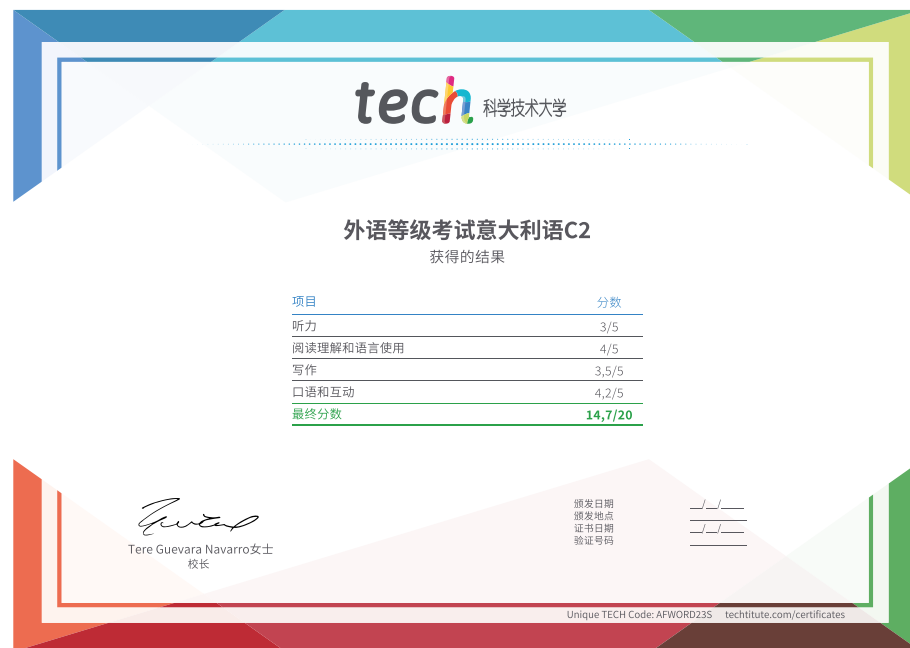 tech 科学技术大学
外语等级考试意大利语C2
获得的结果
项目 分数
听力 3/5
阅读理解和语言使用 4/5
写作 3,5/5
口语和互动 4,2/5
最终分数 14,7/20
颁发日期 __/__/____
颁发地点 __________
证书日期 __/__/____
验证号码 __________
Tere Guevara Navarro女士
校长
Unique TECH Code: AFWORD23S techtitute.com/certificates